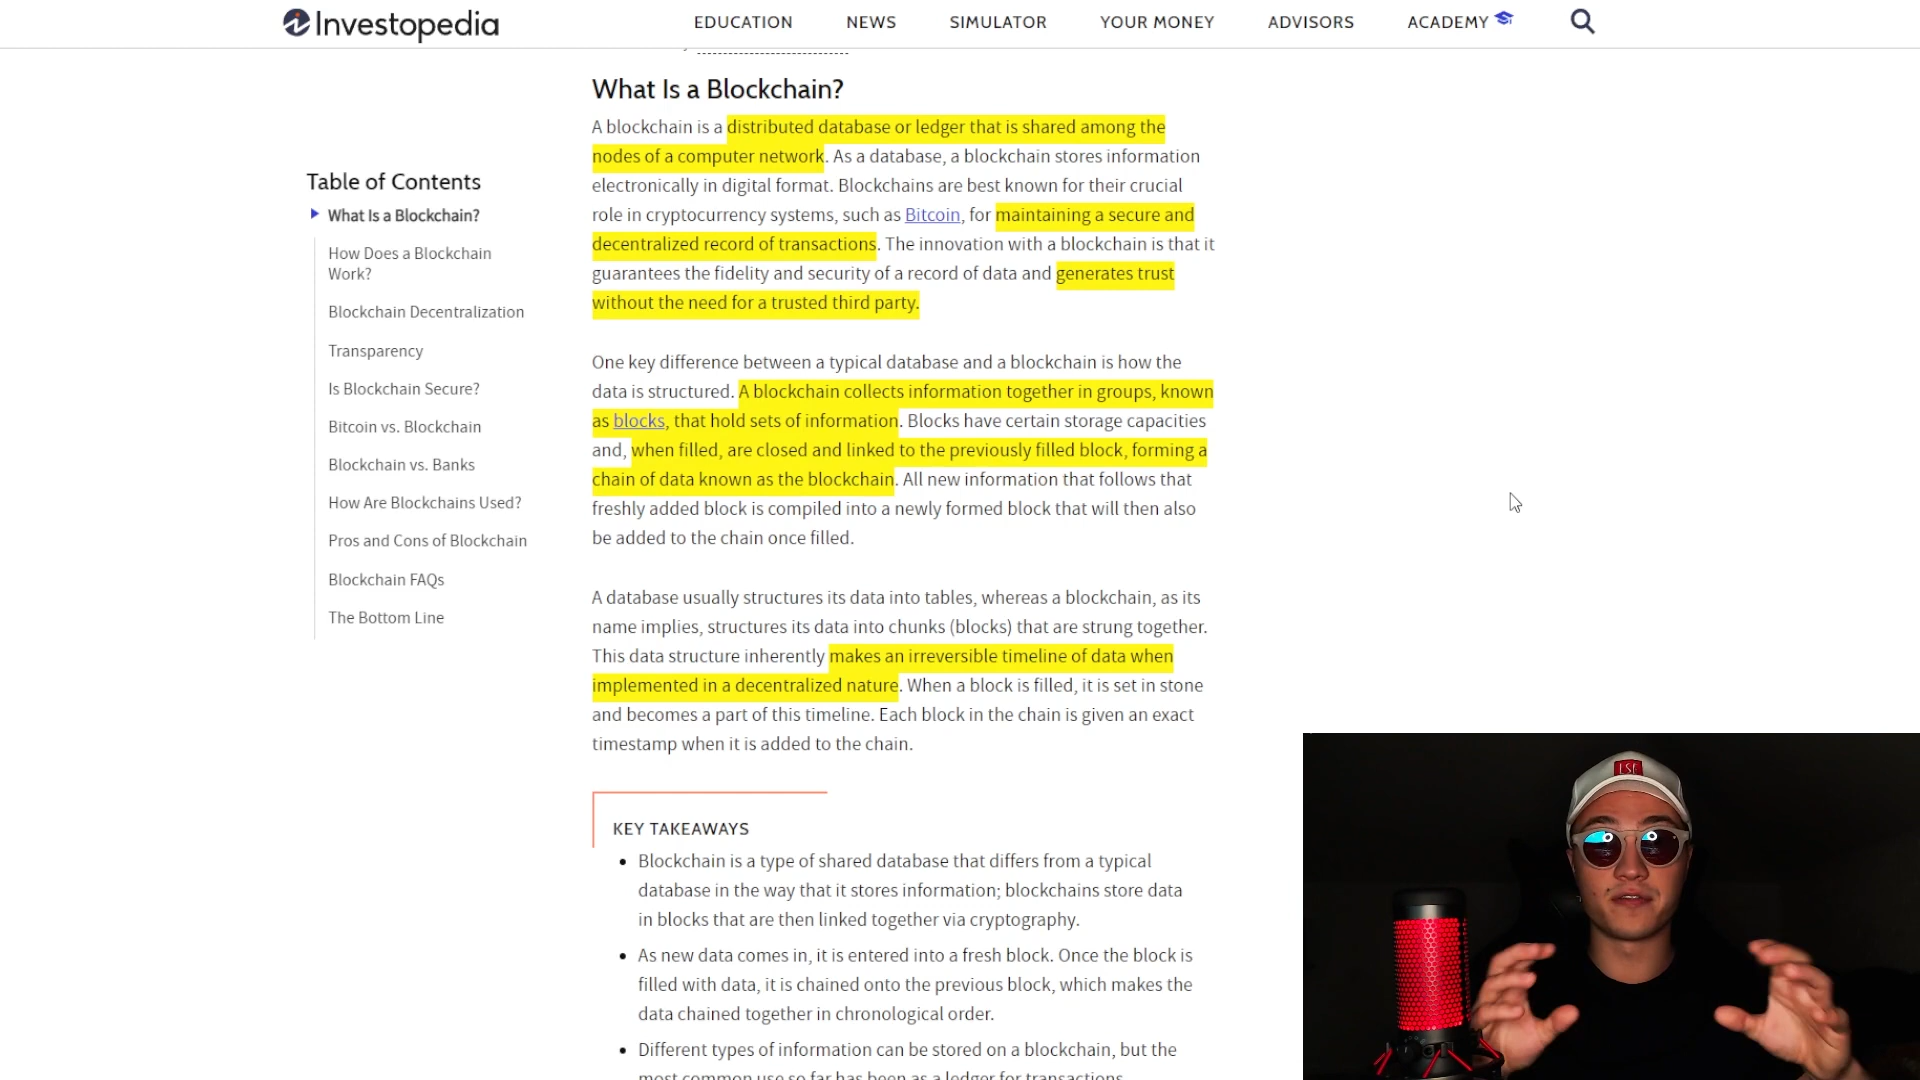 Investopedia
EDUCATION NEWS SIMULATOR YOUR MONEY ADVISORS ACADEMY
Table of Contents
What Is a Blockchain?
How Does a Blockchain
Work?
Blockchain Decentralization
Transparency
Is Blockchain Secure?
Bitcoin vs. Blockchain
Blockchain vs. Banks
How Are Blockchains Used?
Pros and Cons of Blockchain
Blockchain FAQs
The Bottom Line
What Is a Blockchain?
A blockchain is a distributed database or ledger that is shared among the
nodes of a computer network. As a database, a blockchain stores information
electronically in digital format. Blockchains are best known for their crucial
role in cryptocurrency systems, such as Bitcoin, for maintaining a secure and
decentralized record of transactions. The innovation with a blockchain is that it
guarantees the fidelity and security of a record of data and generates trust
without the need for a trusted third party.
One key difference between a typical database and a blockchain is how the
data is structured. A blockchain collects information together in groups, known
as blocks, that hold sets of information. Blocks have certain storage capacities
and, when filled, are closed and linked to the previously filled block, forming a
chain of data known as the blockchain. All new information that follows that
freshly added block is compiled into a newly formed block that will then also
be added to the chain once filled.
A database usually structures its data into tables, whereas a blockchain, as its
name implies, structures its data into chunks (blocks) that are strung together.
This data structure inherently makes an irreversible timeline of data when
implemented in a decentralized nature. When a block is filled, it is set in stone
and becomes a part of this timeline. Each block in the chain is given an exact
timestamp when it is added to the chain.
KEY TAKEAWAYS
• Blockchain is a type of shared database that differs from a typical
database in the way that it stores information; blockchains store data
in blocks that are then linked together via cryptography.
• As new data comes in, it is entered into a fresh block. Once the block is
filled with data, it is chained onto the previous block, which makes the
data chained together in chronological order.
• Different types of information can be stored on a blockchain, but the
most common use so far has been as a ledger for transactions.